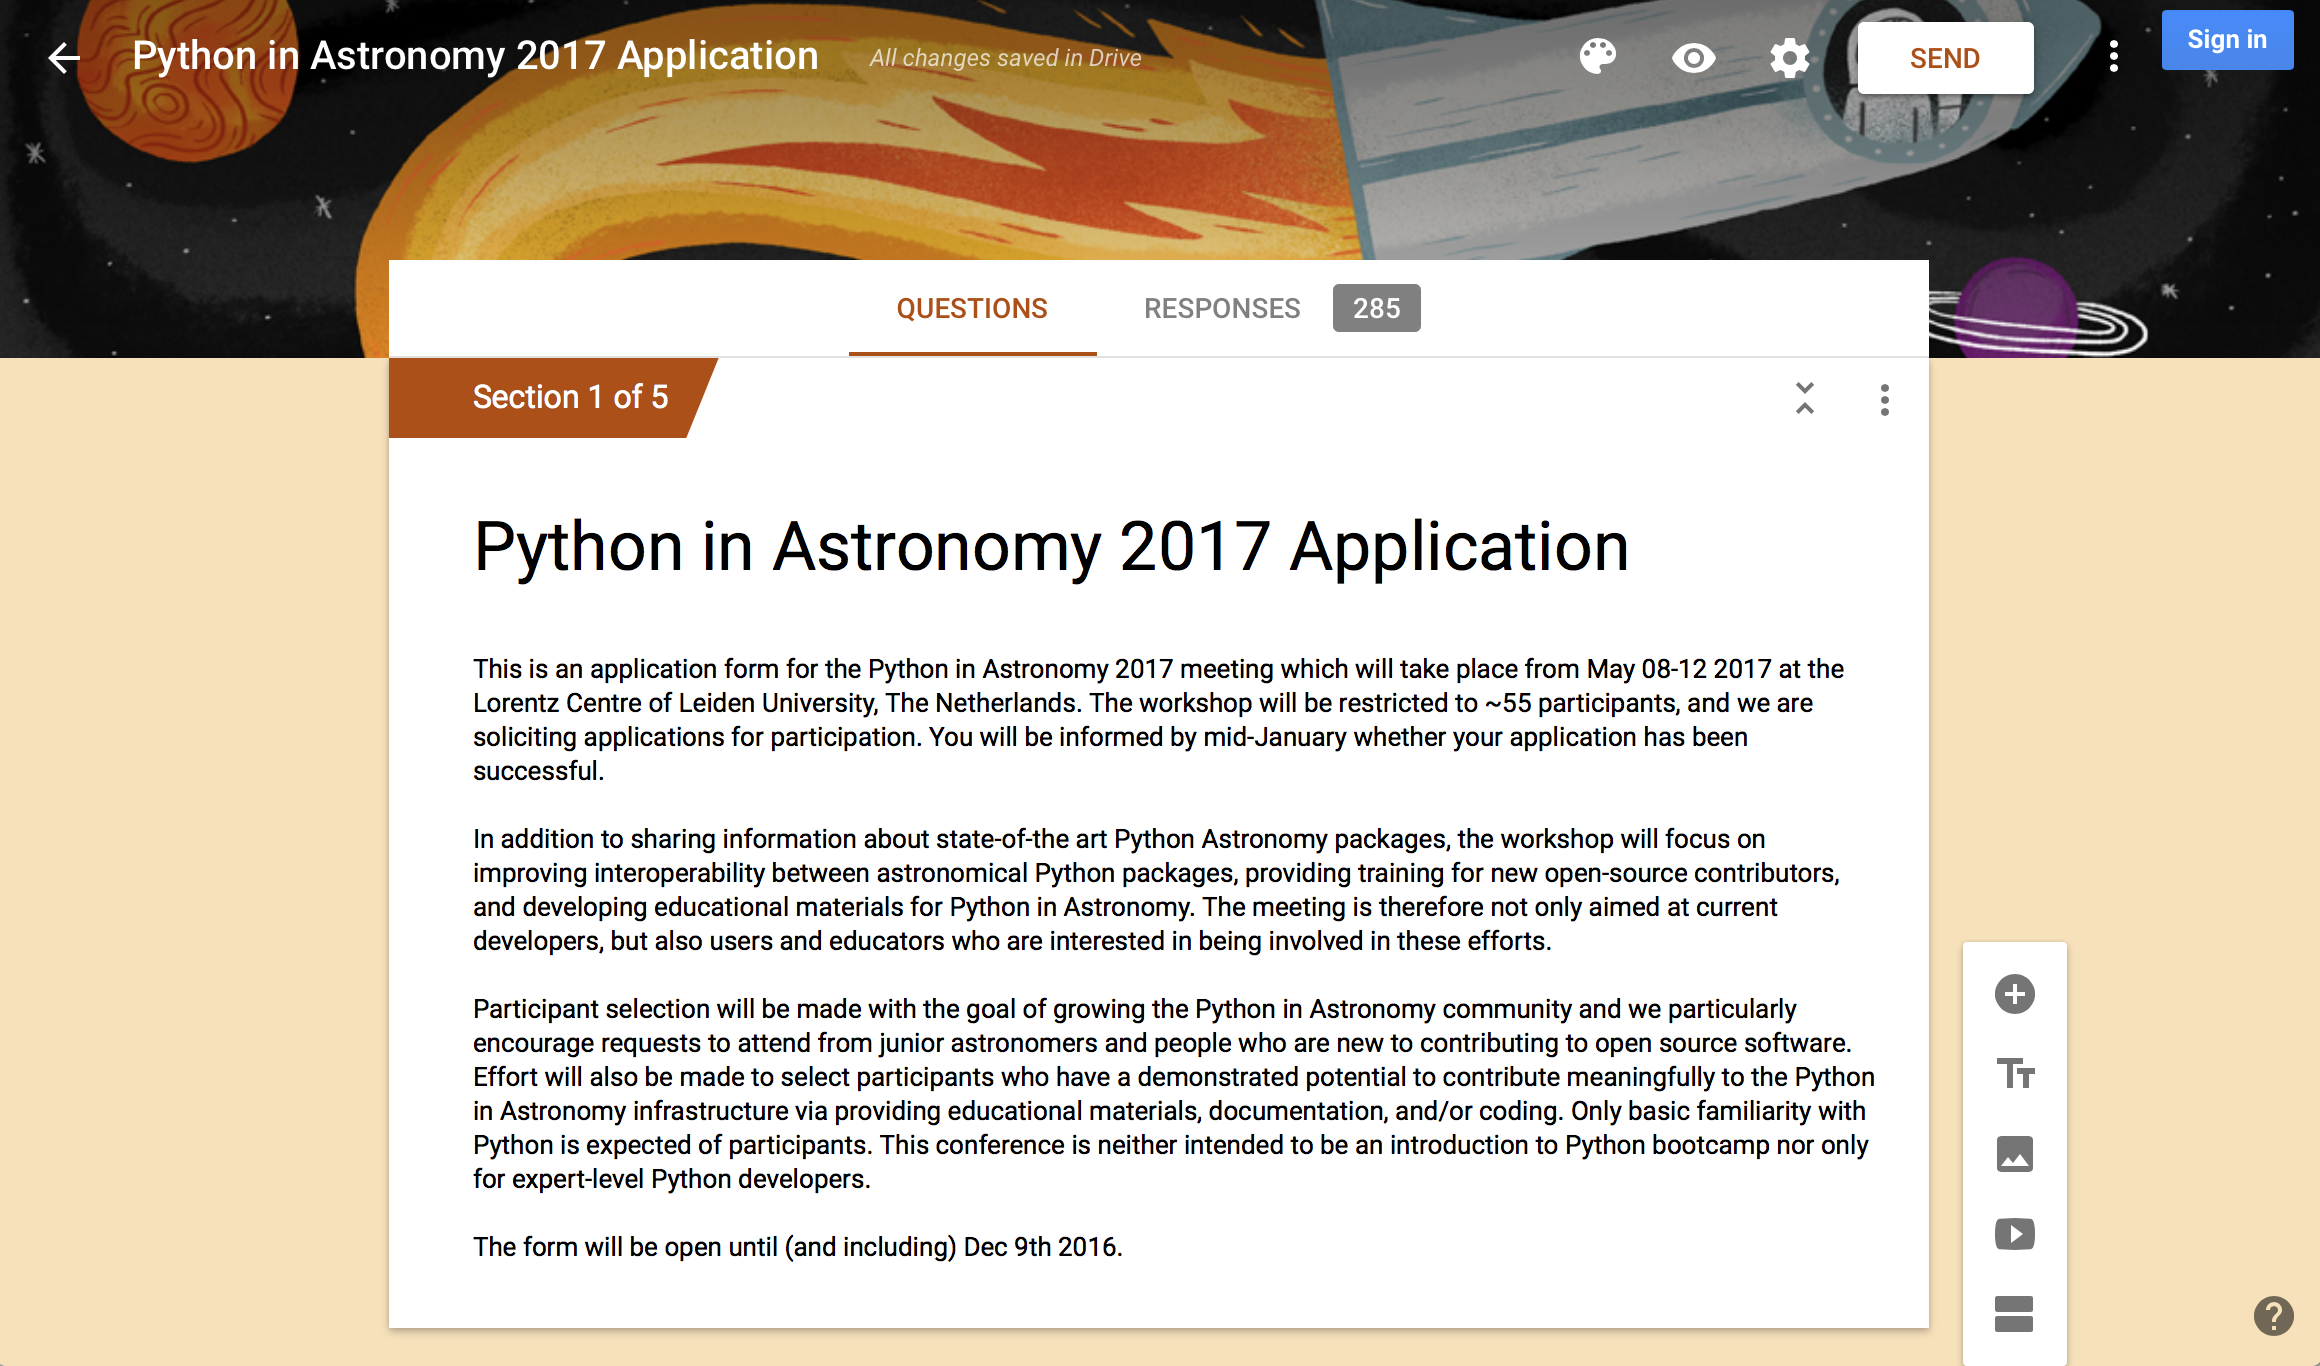 Python in Astronomy 2017 Application
All changes saved in Drive
SEND
Sign in
QUESTIONS
RESPONSES
285
Section 1 of 5
Python in Astronomy 2017 Application
This is an application form for the Python in Astronomy 2017 meeting which will take place from May 08-12 2017 at the
Lorentz Centre of Leiden University, The Netherlands. The workshop will be restricted to ~55 participants, and we are
soliciting applications for participation. You will be informed by mid-January whether your application has been
successful.
In addition to sharing information about state-of-the art Python Astronomy packages, the workshop will focus on
improving interoperability between astronomical Python packages, providing training for new open-source contributors,
and developing educational materials for Python in Astronomy. The meeting is therefore not only aimed at current
developers, but also users and educators who are interested in being involved in these efforts.
Participant selection will be made with the goal of growing the Python in Astronomy community and we particularly
encourage requests to attend from junior astronomers and people who are new to contributing to open source software.
Effort will also be made to select participants who have a demonstrated potential to contribute meaningfully to the Python
in Astronomy infrastructure via providing educational materials, documentation, and/or coding. Only basic familiarity with
Python is expected of participants. This conference is neither intended to be an introduction to Python bootcamp nor only
for expert-level Python developers.
The form will be open until (and including) Dec 9th 2016.